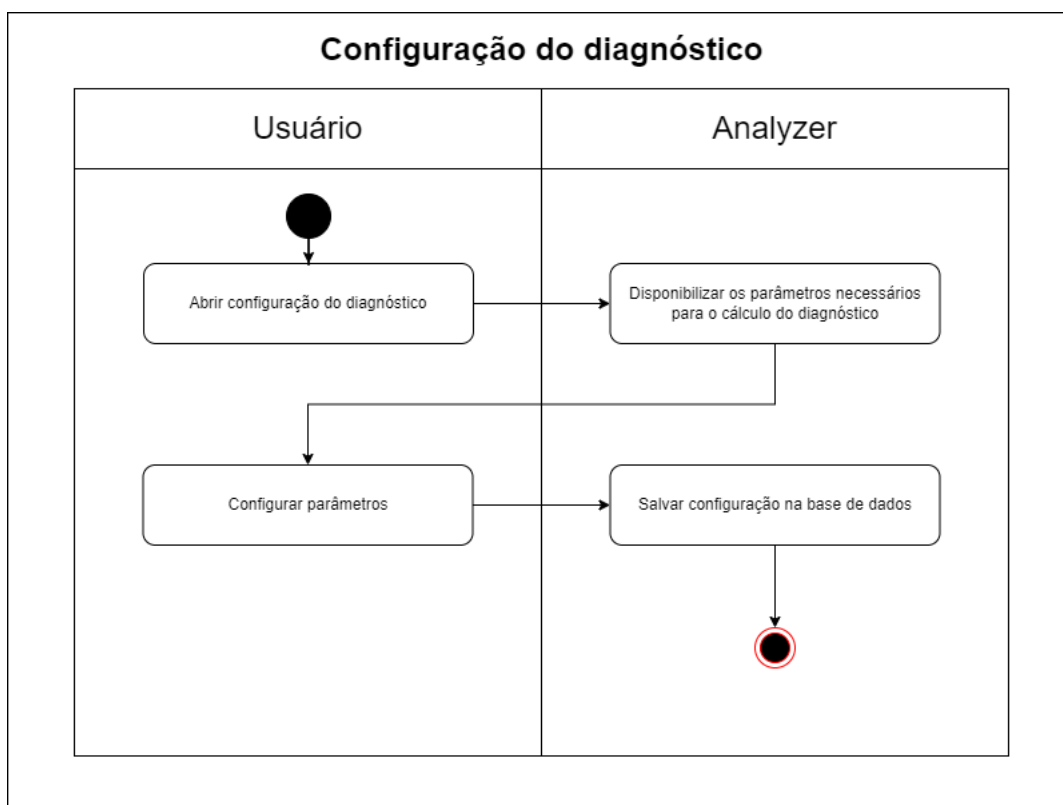 Configuração do diagnóstico
Usuário
Analyzer
Abrir configuração do diagnóstico
Disponibilizar os parâmetros necessários
para o cálculo do diagnóstico
Configurar parâmetros
Salvar configuração na base de dados